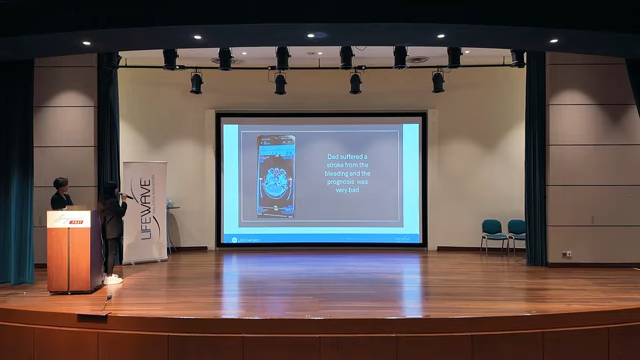 Dad suffered a
stroke from the
bleeding and the
prognosis was
very bad
LIFEWAVE